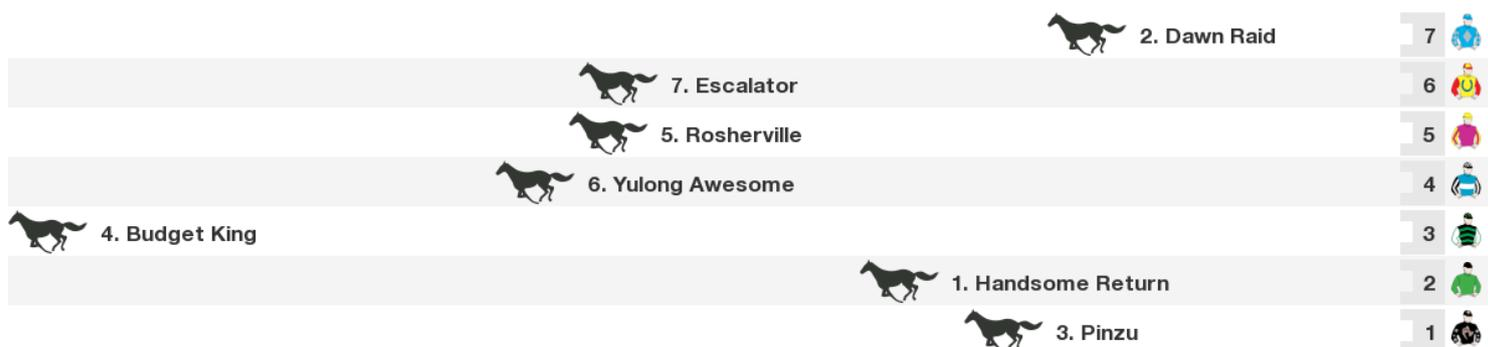 2. Dawn Raid 7
7. Escalator 6
5. Rosherville 5
6. Yulong Awesome 4
4. Budget King 3
1. Handsome Return 2
3. Pinzu 1